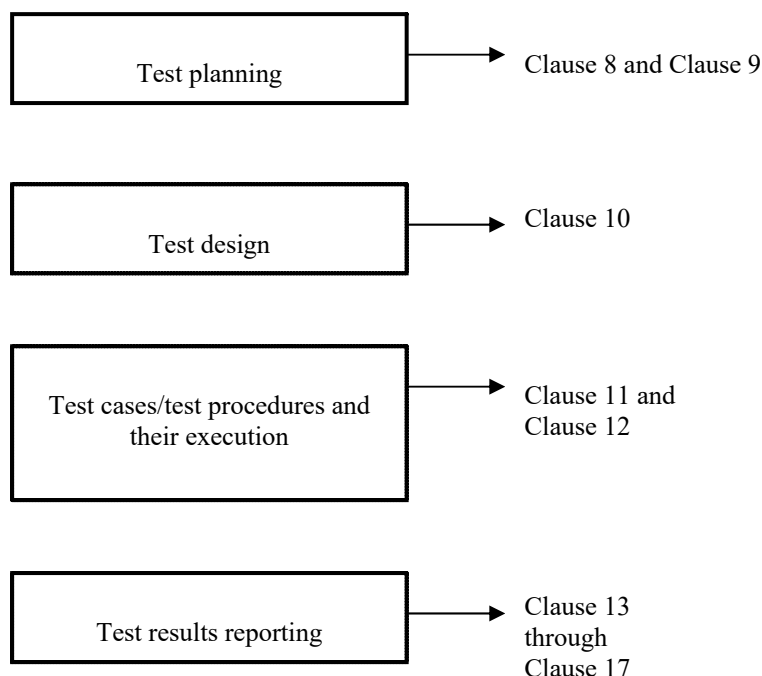 Test planning
Clause 8 and Clause 9
Test design
Clause 10
Test cases/test procedures and
their execution
Clause 11 and
Clause 12
Test results reporting
Clause 13
through
Clause 17